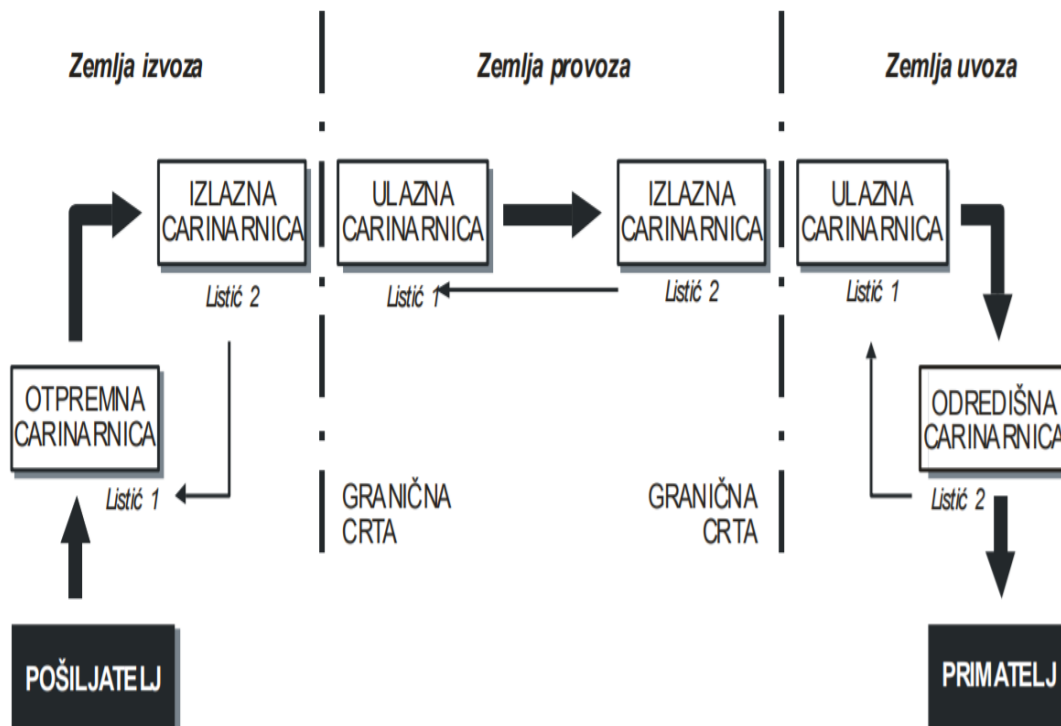 Zemlja izvoza
Zemlja provoza
Zemlja uvoza
IZLAZNA
CARINARNICA
Listić 2
ULAZNA
CARINARNICA
Listić 1
IZLAZNA
CARINARNICA
Listić 2
ULAZNA
CARINARNICA
Listić 1
OTPREMNA
CARINARNICA
Listić 1
ODREDIŠNA
CARINARNICA
Listić 2
GRANIČNA
CRTA
GRANIČNA
CRTA
POŠILJATELJ
PRIMATELJ